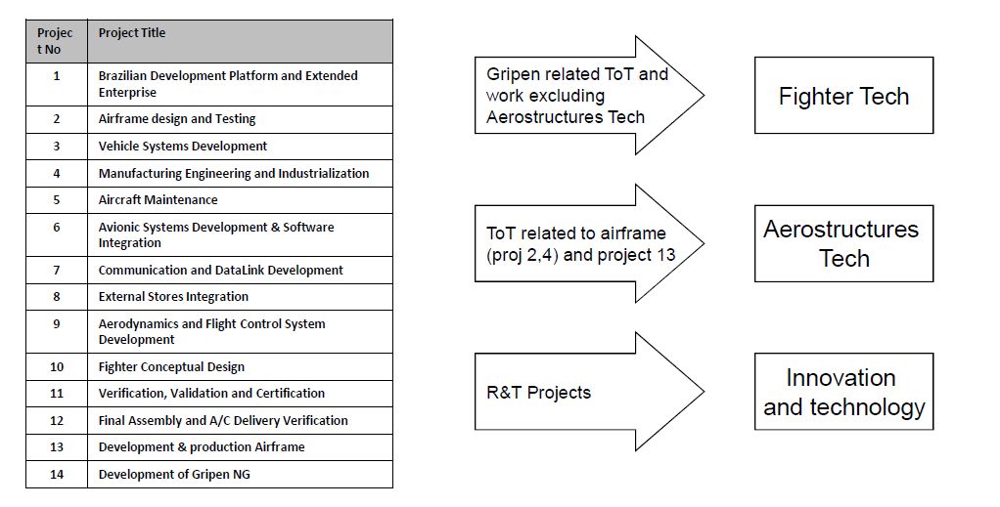 Projec
t No
Project Title
1
Brazilian Development Platform and Extended
Enterprise
2
Airframe design and Testing
3
Vehicle Systems Development
4
Manufacturing Engineering and Industrialization
5
Aircraft Maintenance
6
Avionic Systems Development & Software
Integration
7
Communication and DataLink Development
8
External Stores Integration
9
Aerodynamics and Flight Control System
Development
10
Fighter Conceptual Design
11
Verification, Validation and Certification
12
Final Assembly and A/C Delivery Verification
13
Development & production Airframe
14
Development of Gripen NG
Gripen related ToT and
work excluding
Aerostructures Tech
Fighter Tech
ToT related to airframe
(proj 2,4) and project 13
Aerostructures
Tech
R&T Projects
Innovation
and technology